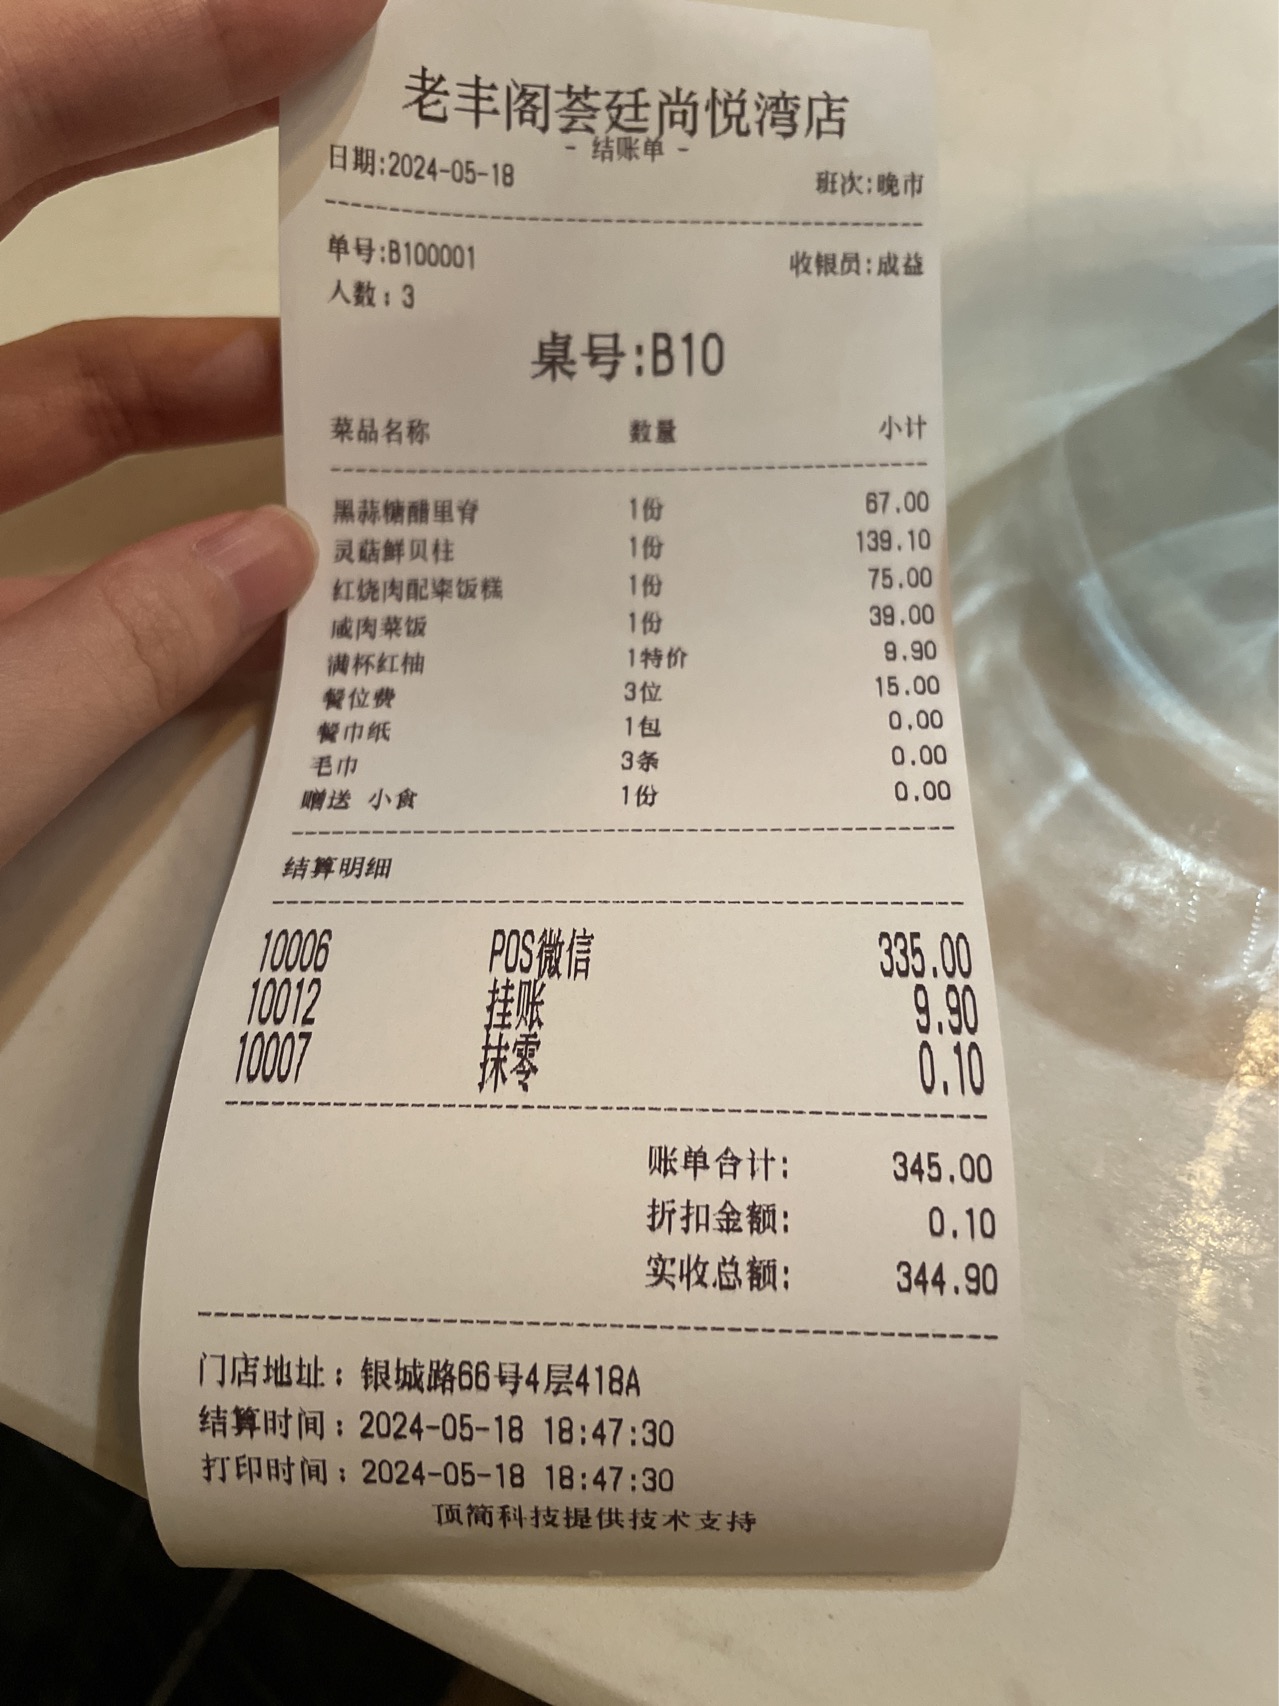 老丰阁荟廷尚悦湾店
- 结账单 -
日期:2024-05-18 班次:晚市
单号:B100001 收银员:成益
人数:3
桌号:B10
菜品名称 数量 小计
黑蒜糖醋里脊 1份 67.00
灵菇鲜贝柱 1份 139.10
红烧肉配粢饭糕 1份 75.00
咸肉菜饭 1份 39.00
满杯红柚 1特价 9.90
餐位费 3位 15.00
餐巾纸 1包 0.00
毛巾 3条 0.00
赠送 小食 1份 0.00
结算明细
10006 POS微信 335.00
10012 挂账 9.90
10007 抹零 0.10
账单合计: 345.00
折扣金额: 0.10
实收总额: 344.90
门店地址:银城路66号4层418A
结算时间:2024-05-18 18:47:30
打印时间:2024-05-18 18:47:30
顶简科技提供技术支持